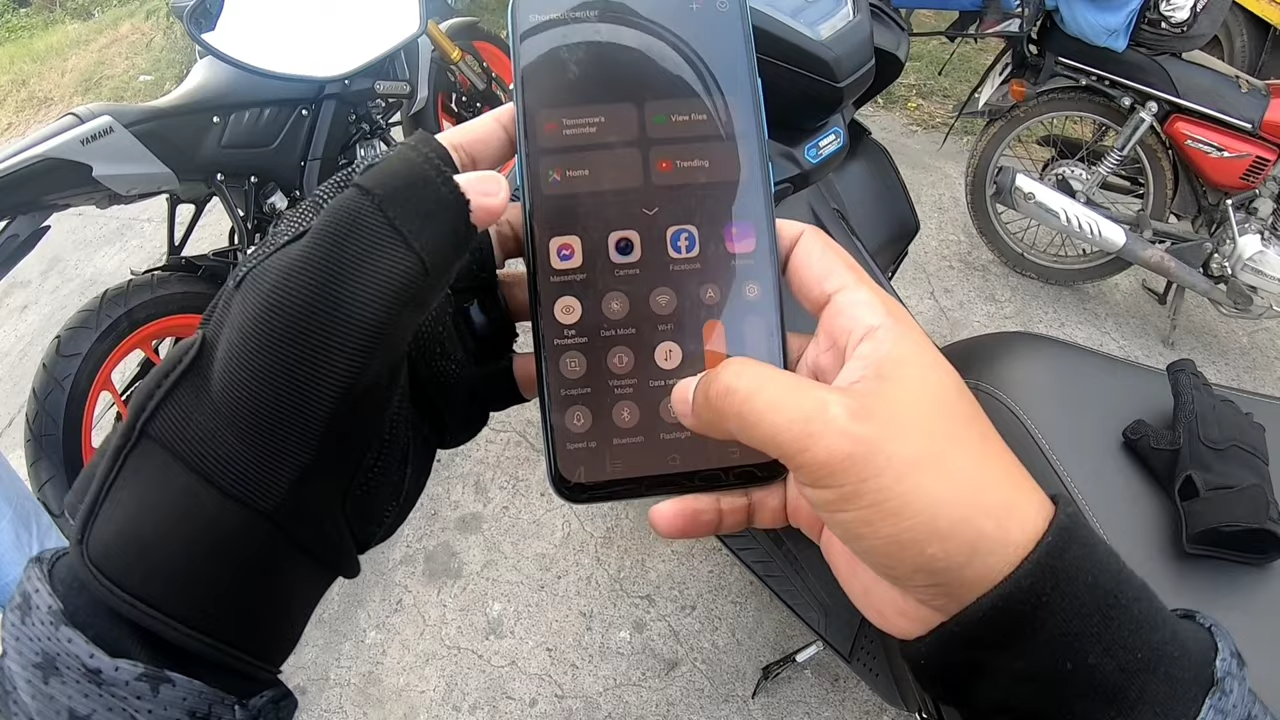 Shortcut center
Tomorrow's
reminder
View files
Home
Trending
Messenger
Camera
Facebook
Eye
Protection
Dark Mode
Wi-Fi
A
S-capture
Vibration
Mode
Data
Speed up
Bluetooth
Flashlight
YAMAHA